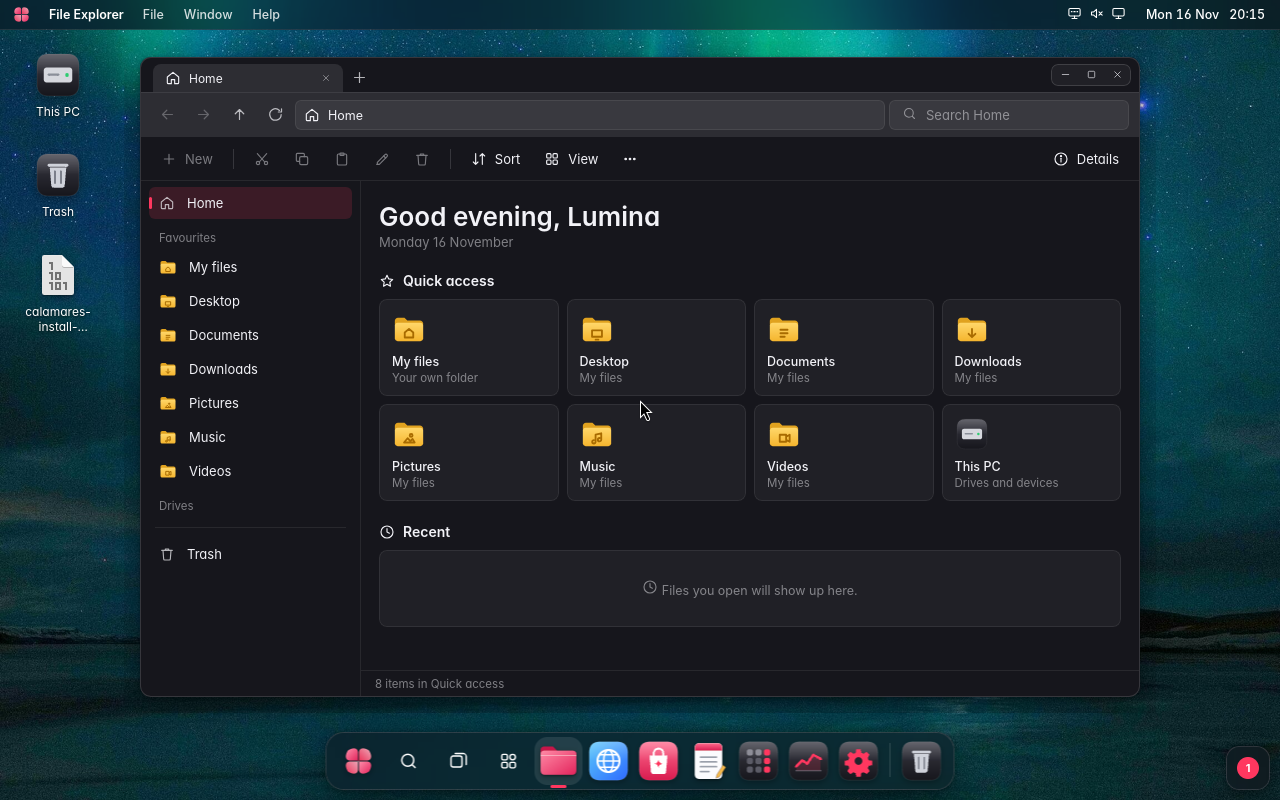 File Explorer File Window Help
Mon 16 Nov 20:15
This PC
Trash
calamares-
install-...
Home
Home
Search Home
New
Sort
View
Details
Home
Favourites
My files
Desktop
Documents
Downloads
Pictures
Music
Videos
Drives
Trash
Good evening, Lumina
Monday 16 November
Quick access
My files
Your own folder
Desktop
My files
Documents
My files
Downloads
My files
Pictures
My files
Music
My files
Videos
My files
This PC
Drives and devices
Recent
Files you open will show up here.
8 items in Quick access
1